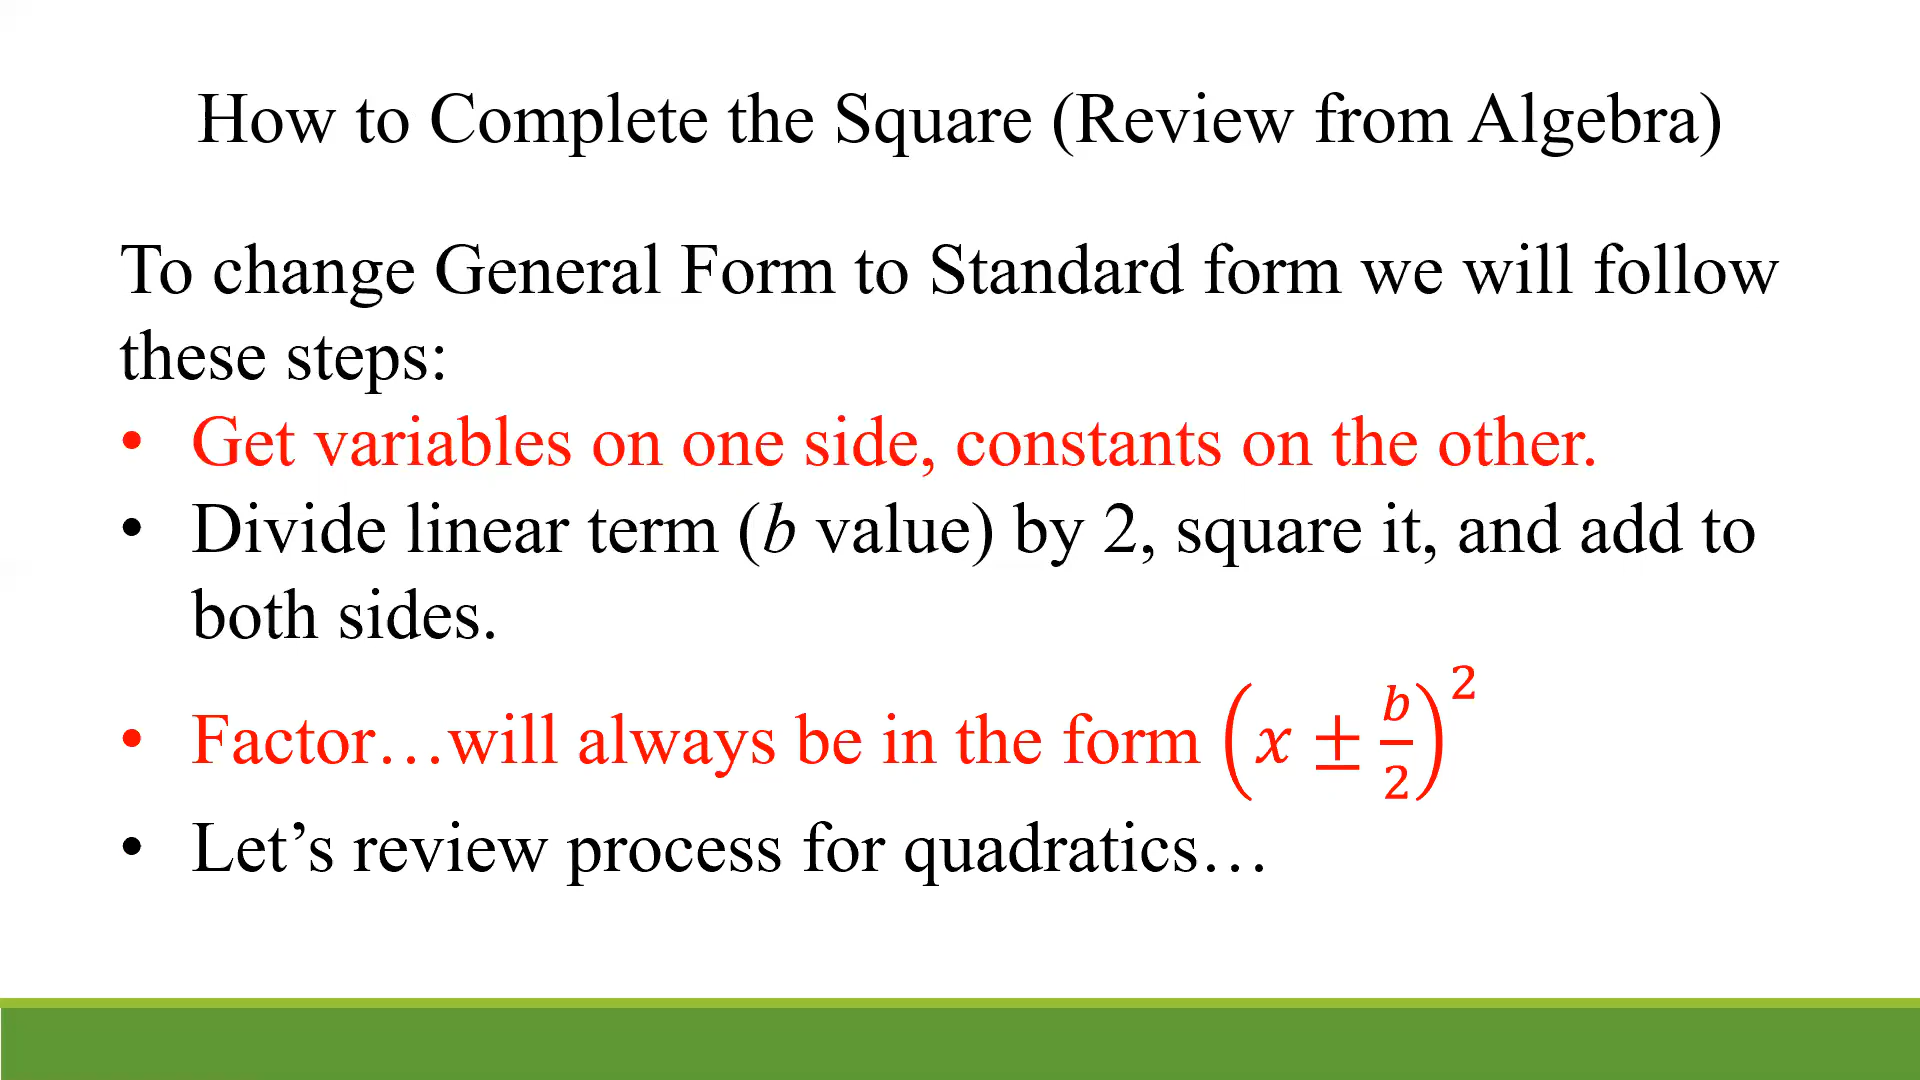 How to Complete the Square (Review from Algebra)
To change General Form to Standard form we will follow
these steps:
• Get variables on one side, constants on the other.
• Divide linear term (b value) by 2, square it, and add to
both sides.
• Factor…will always be in the form (x ± b/2)²
• Let’s review process for quadratics…